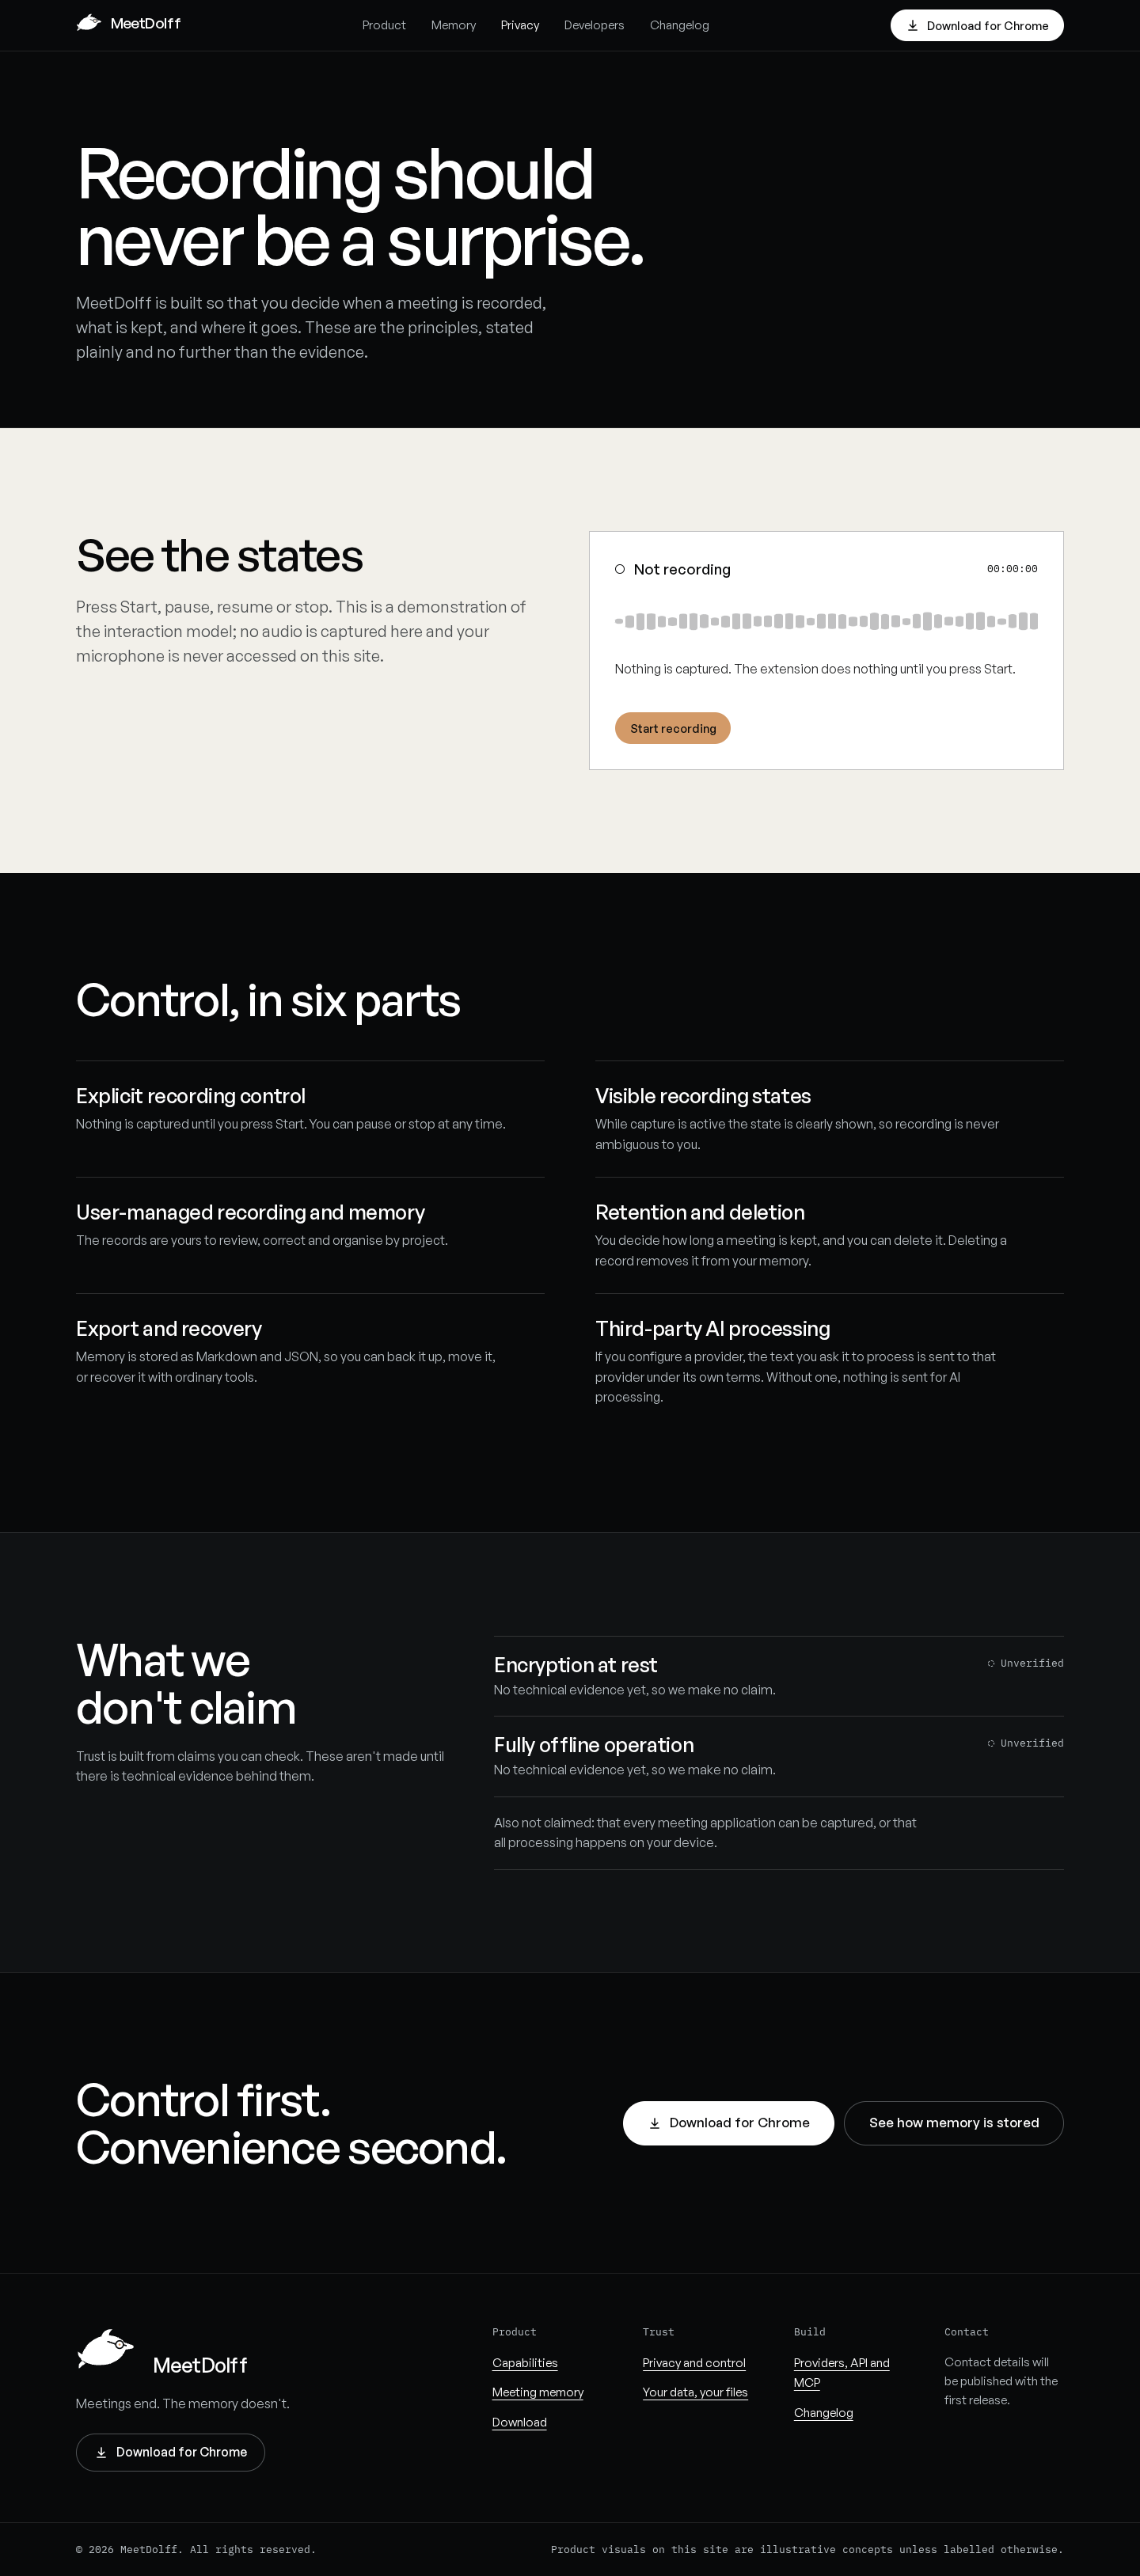 MeetDolff
Product
Memory
Privacy
Developers
Changelog
Download for Chrome
Recording should
never be a surprise.
MeetDolff is built so that you decide when a meeting is recorded,
what is kept, and where it goes. These are the principles, stated
plainly and no further than the evidence.
See the states
Press Start, pause, resume or stop. This is a demonstration of
the interaction model; no audio is captured here and your
microphone is never accessed on this site.
Not recording
00:00:00
Nothing is captured. The extension does nothing until you press Start.
Start recording
Control, in six parts
Explicit recording control
Nothing is captured until you press Start. You can pause or stop at any time.
Visible recording states
While capture is active the state is clearly shown, so recording is never
ambiguous to you.
User-managed recording and memory
The records are yours to review, correct and organise by project.
Retention and deletion
You decide how long a meeting is kept, and you can delete it. Deleting a
record removes it from your memory.
Export and recovery
Memory is stored as Markdown and JSON, so you can back it up, move it,
or recover it with ordinary tools.
Third-party AI processing
If you configure a provider, the text you ask it to process is sent to that
provider under its own terms. Without one, nothing is sent for AI
processing.
What we
don't claim
Trust is built from claims you can check. These aren't made until
there is technical evidence behind them.
Encryption at rest
Unverified
No technical evidence yet, so we make no claim.
Fully offline operation
Unverified
No technical evidence yet, so we make no claim.
Also not claimed: that every meeting application can be captured, or that
all processing happens on your device.
Control first.
Convenience second.
Download for Chrome
See how memory is stored
MeetDolff
Meetings end. The memory doesn't.
Download for Chrome
Product
Capabilities
Meeting memory
Download
Trust
Privacy and control
Your data, your files
Build
Providers, API and
MCP
Changelog
Contact
Contact details will
be published with the
first release.
© 2026 MeetDolff. All rights reserved.
Product visuals on this site are illustrative concepts unless labelled otherwise.